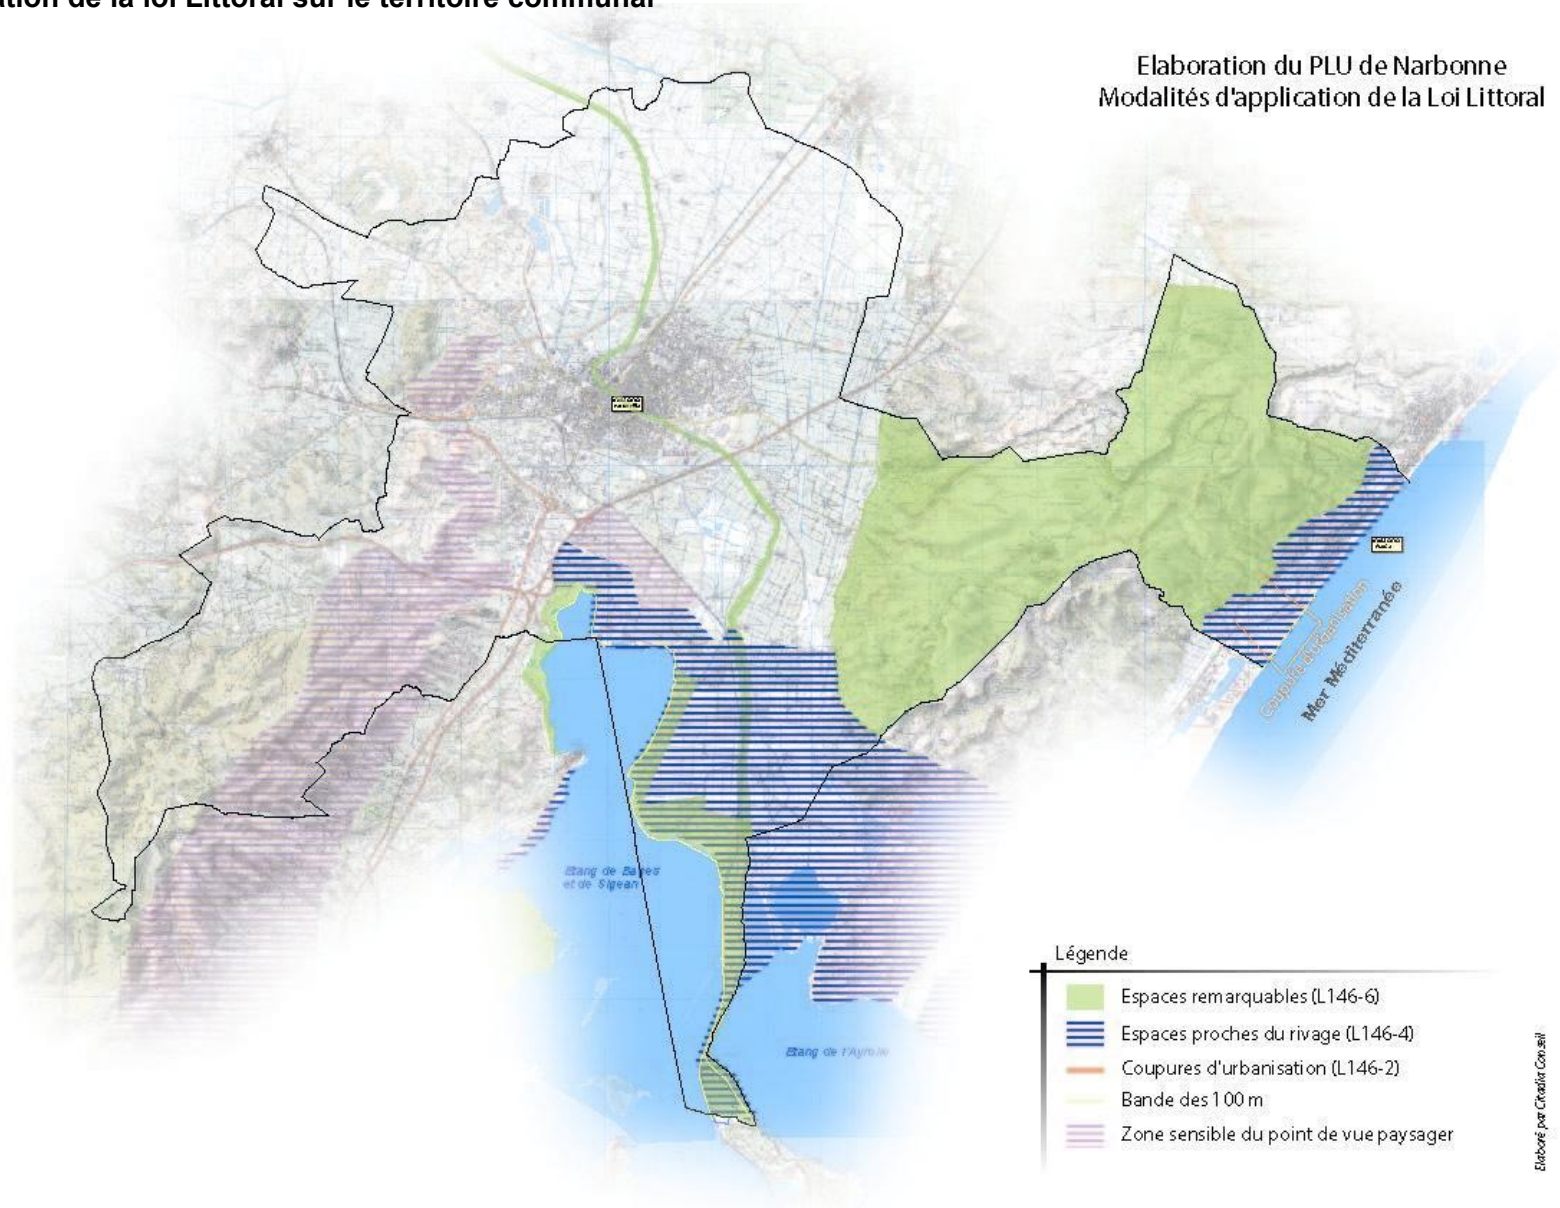 ation de la loi Littoral sur le territoire communal
Elaboration du PLU de Narbonne
Modalités d'application de la Loi Littoral
Coupure d'urbanisation
Mer Méditerranée
Etang de Bages
et de Sigean
Etang de l'Ayrolle
Légende
Espaces remarquables (L146-6)
Espaces proches du rivage (L146-4)
Coupures d'urbanisation (L146-2)
Bande des 100 m
Zone sensible du point de vue paysager
Elaboré par Citadia Conseil